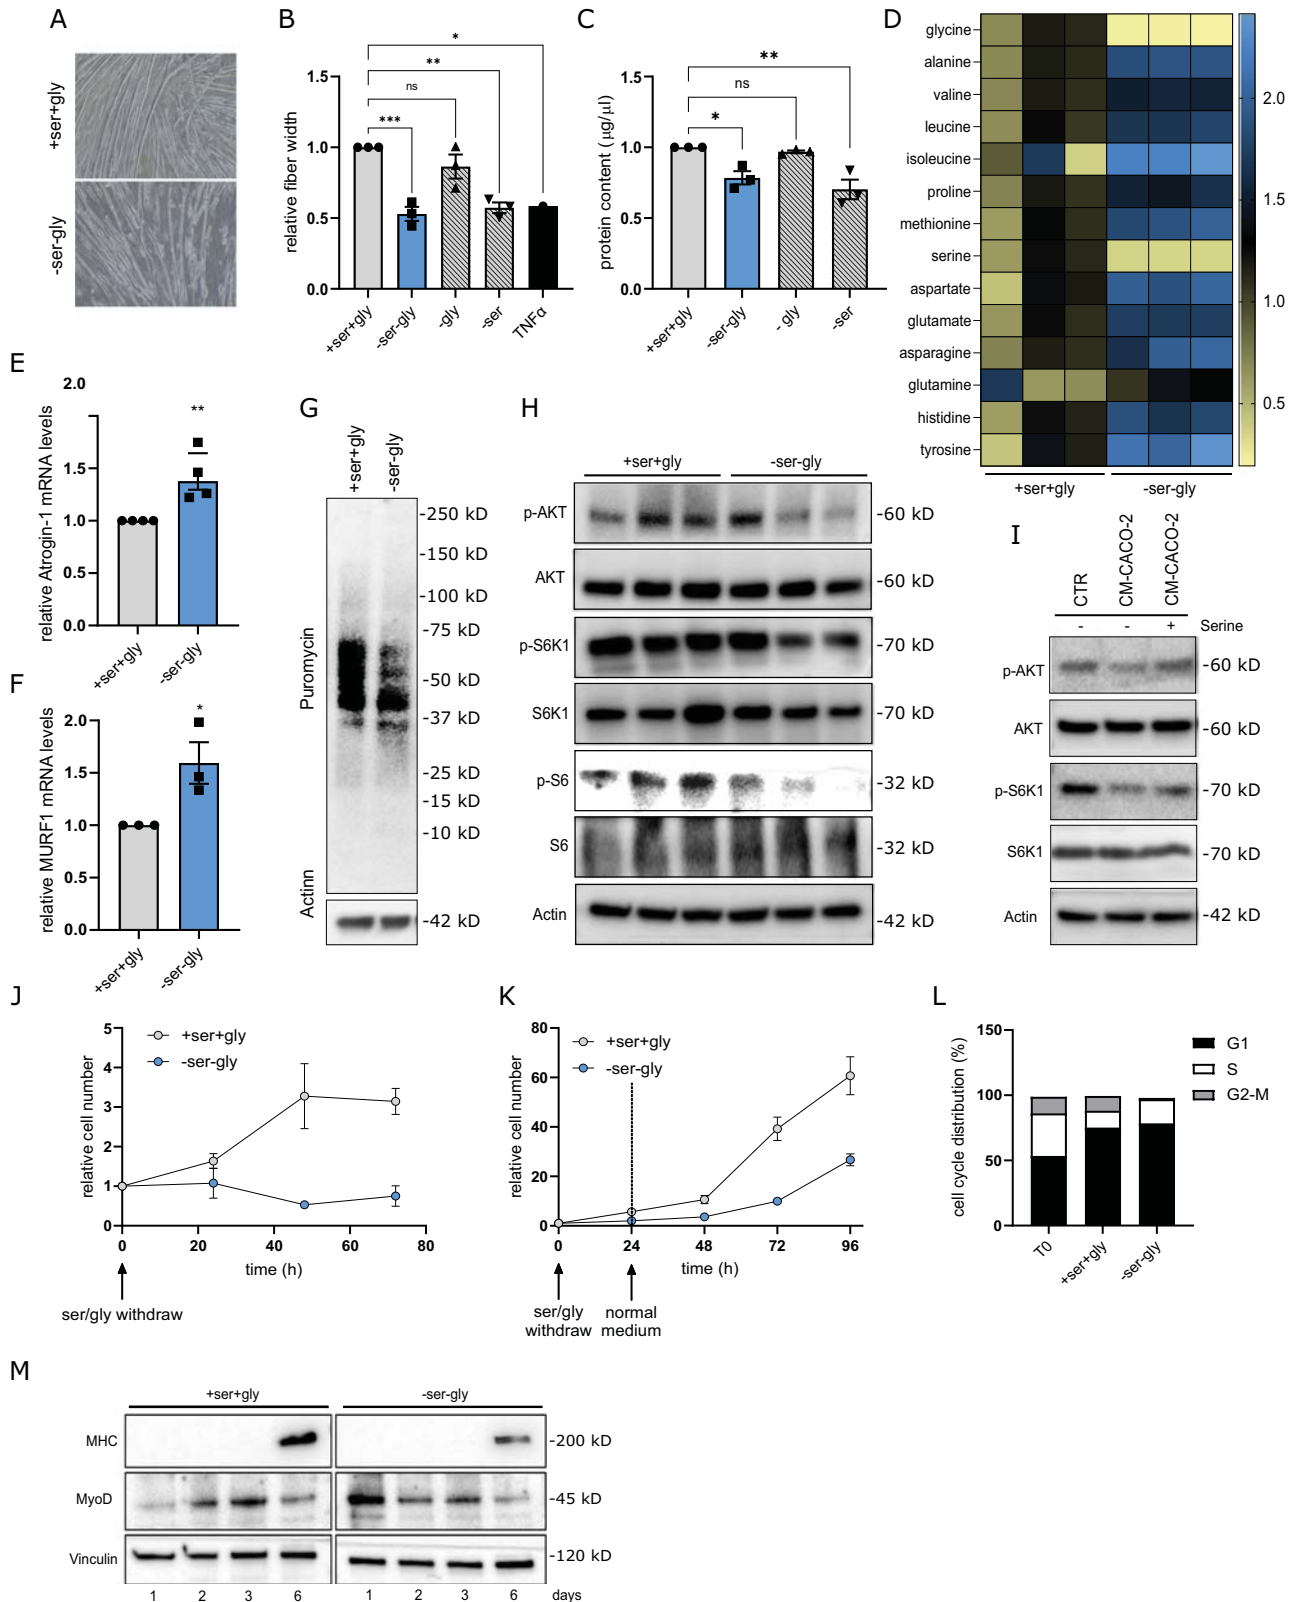 A
+ser+gly
-ser-gly
B
relative fiber width
1.5
1.0
0.5
0.0
*
**
ns
***
+ser+gly
-ser-gly
-gly
-ser
TNFα
C
protein content (µg/µl)
1.5
1.0
0.5
0.0
**
ns
*
+ser+gly
-ser-gly
- gly
-ser
D
glycine
alanine
valine
leucine
isoleucine
proline
methionine
serine
aspartate
glutamate
asparagine
glutamine
histidine
tyrosine
+ser+gly
-ser-gly
2.0
1.5
1.0
0.5
E
relative Atrogin-1 mRNA levels
2.0
1.5
1.0
0.5
0.0
**
+ser+gly
-ser-gly
F
relative MURF1 mRNA levels
2.0
1.5
1.0
0.5
0.0
*
+ser+gly
-ser-gly
G
+ser+gly
-ser-gly
Puromycin
Actinn
-250 kD
-150 kD
-100 kD
-75 kD
-50 kD
-37 kD
-25 kD
-15 kD
-10 kD
-42 kD
H
+ser+gly
-ser-gly
p-AKT
-60 kD
AKT
-60 kD
p-S6K1
-70 kD
S6K1
-70 kD
p-S6
-32 kD
S6
-32 kD
Actin
-42 kD
I
CTR
CM-CACO-2
CM-CACO-2
- - + Serine
p-AKT
-60 kD
AKT
-60 kD
p-S6K1
-70 kD
S6K1
-70 kD
Actin
-42 kD
J
relative cell number
5
4
3
2
1
0
+ser+gly
-ser-gly
0 20 40 60 80
time (h)
ser/gly withdraw
K
relative cell number
80
60
40
20
0
+ser+gly
-ser-gly
0 24 48 72 96
time (h)
ser/gly
withdraw
normal
medium
L
cell cycle distribution (%)
150
100
50
0
G1
S
G2-M
T0
+ser+gly
-ser-gly
M
+ser+gly
-ser-gly
MHC
-200 kD
MyoD
-45 kD
Vinculin
-120 kD
1 2 3 6 1 2 3 6 days